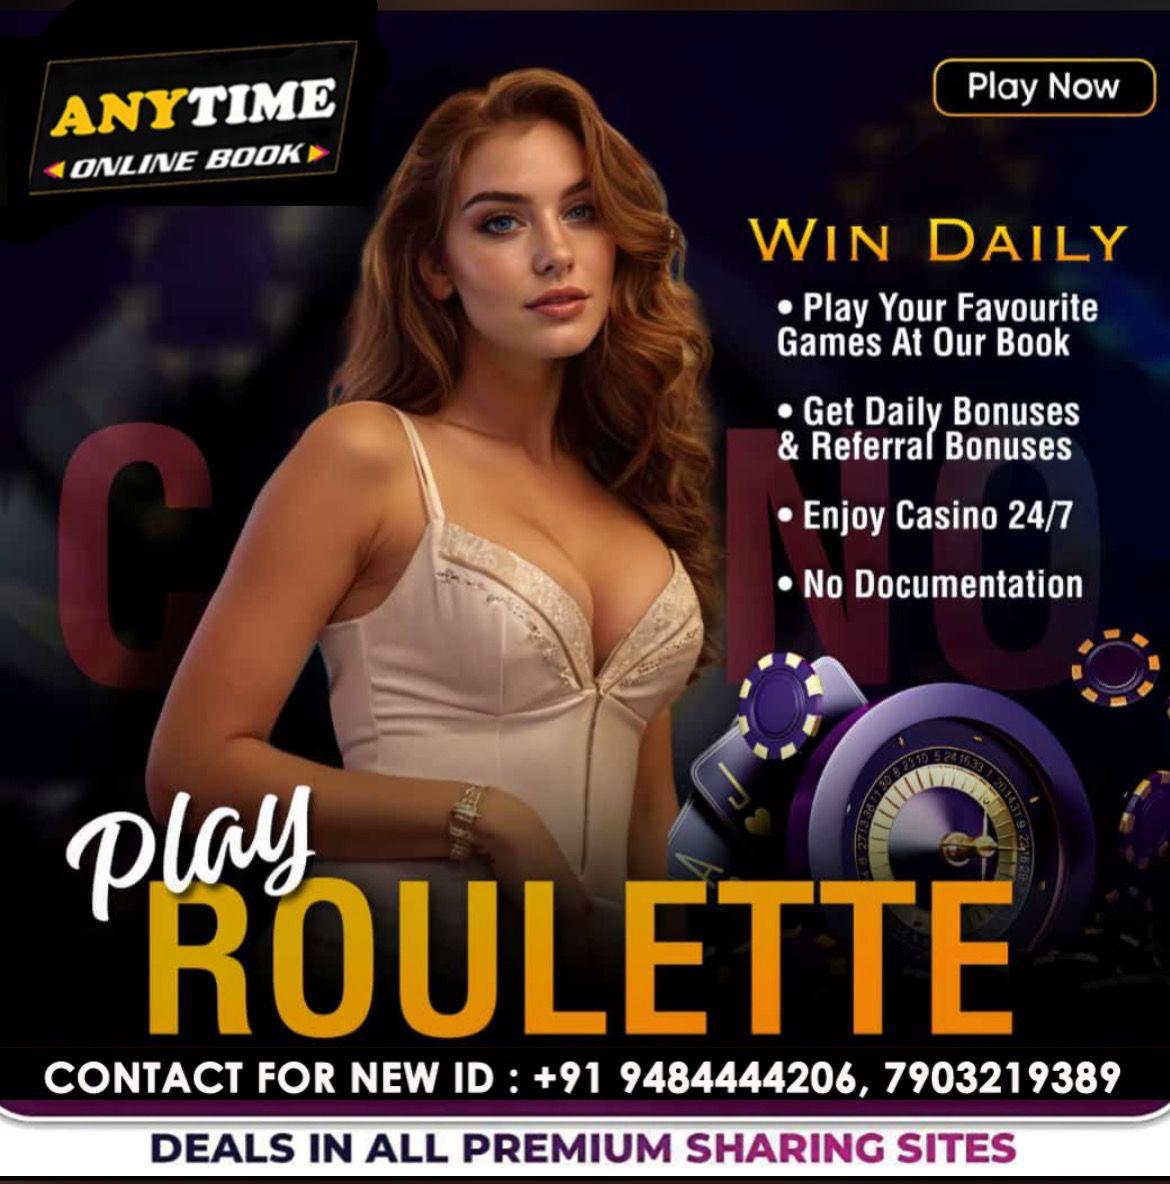 ANYTIME
ONLINE BOOK
Play Now
WIN DAILY
• Play Your Favourite
Games At Our Book
• Get Daily Bonuses
& Referral Bonuses
• Enjoy Casino 24/7
• No Documentation
CASINO
J
A
Play
ROULETTE
CONTACT FOR NEW ID : +91 9484444206, 7903219389
DEALS IN ALL PREMIUM SHARING SITES